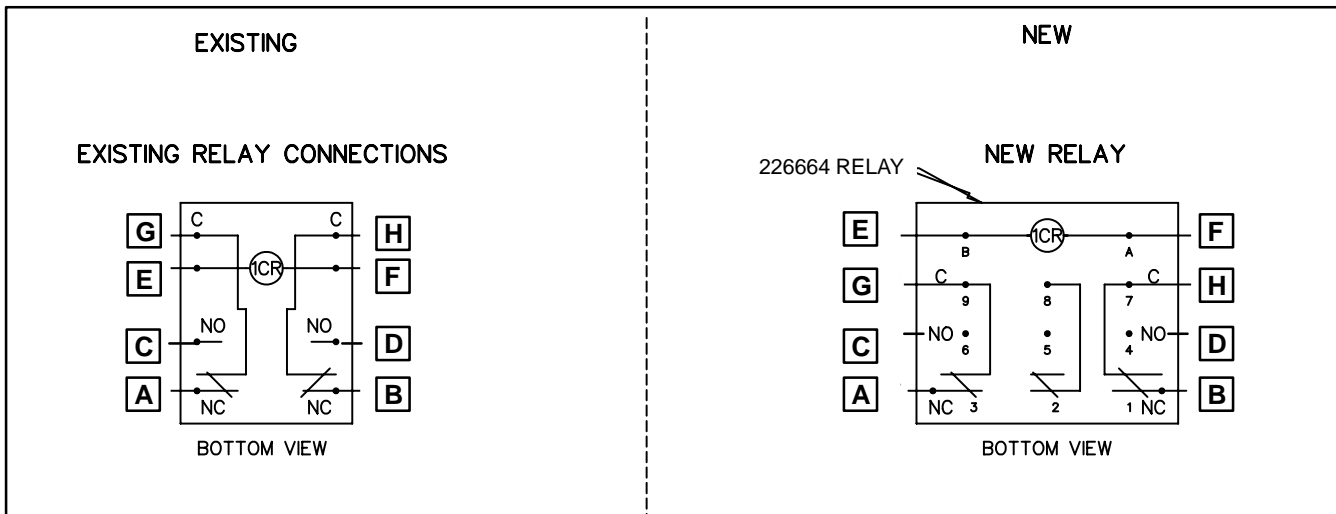 EXISTING
EXISTING RELAY CONNECTIONS
G C C H
E 1CR F
C NO NO D
A NC NC B
BOTTOM VIEW
NEW
226664 RELAY
NEW RELAY
E B 1CR A F
G C 9 8 7 C H
C NO 6 5 4 NO D
A NC 3 2 1 NC B
BOTTOM VIEW